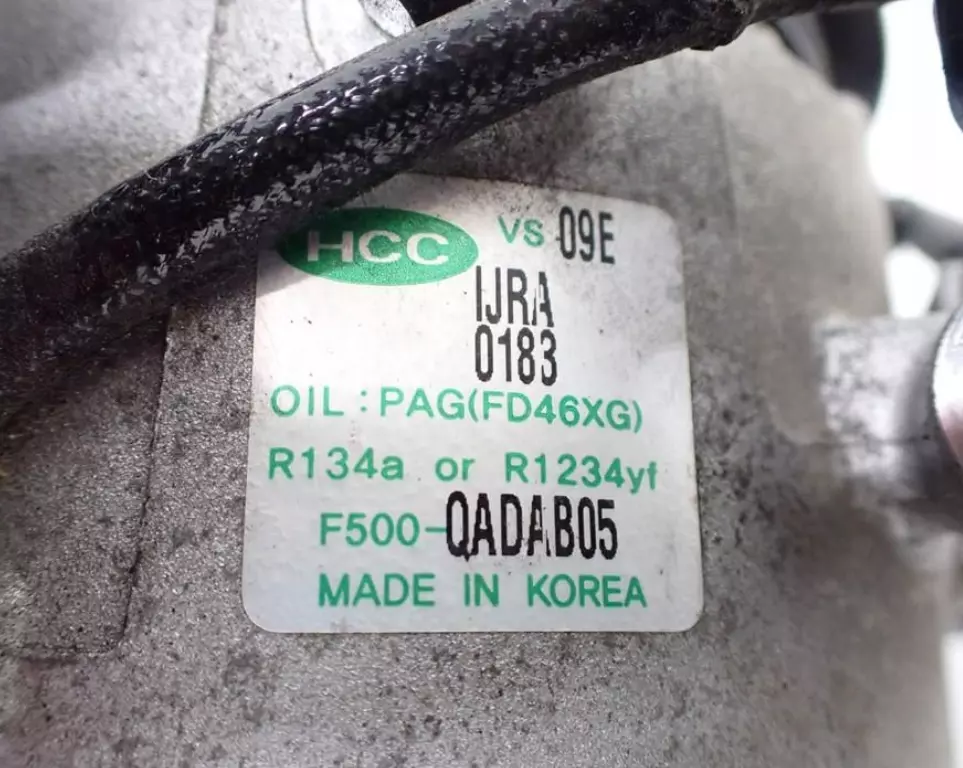 HCC VS 09E
IJRA
0183
OIL : PAG(FD46XG)
R134a or R1234yf
F500-QADAB05
MADE IN KOREA